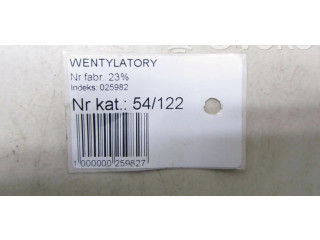 WENTYLATORY
Nr fabr. 23%
Indeks: 025982
Nr kat.: 54/122
1 000000 259827